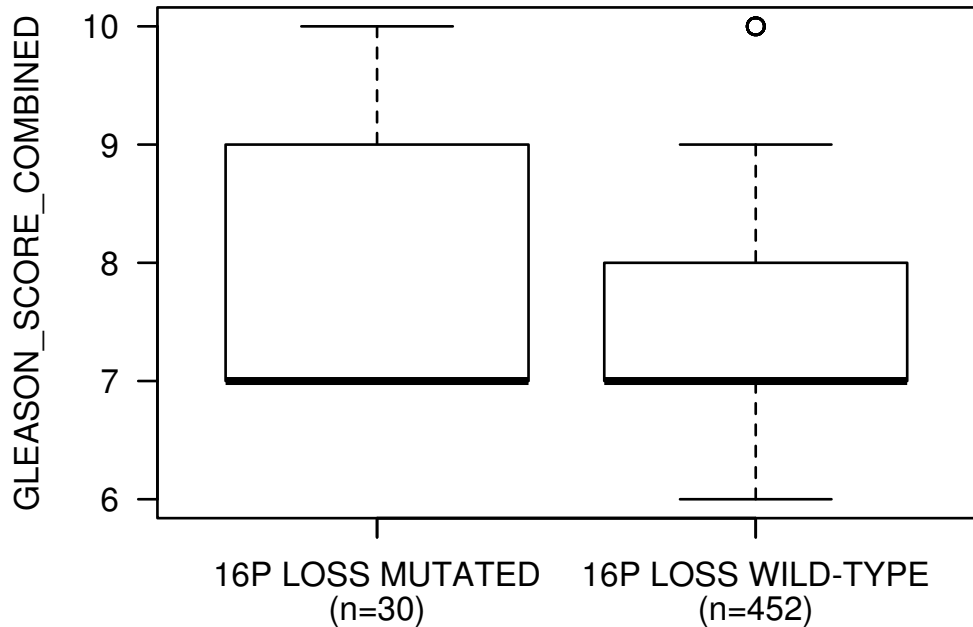 GLEASON_SCORE_COMBINED
10
9
8
7
6
16P LOSS MUTATED
(n=30)
16P LOSS WILD-TYPE
(n=452)